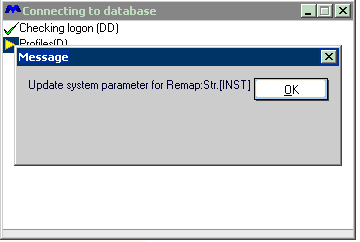 Connecting to database
Checking logon (DD)
Profiles(D)
Message
Update system parameter for Remap:Str.[INST]
OK